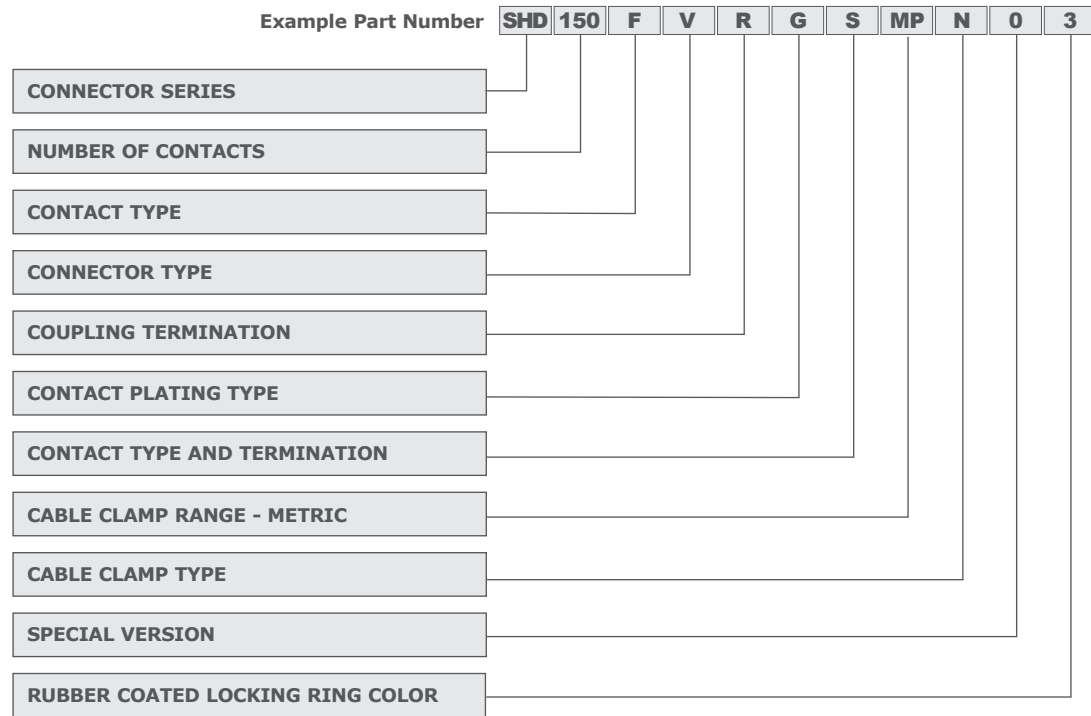 Example Part Number SHD 150 F V R G S MP N 0 3
CONNECTOR SERIES
NUMBER OF CONTACTS
CONTACT TYPE
CONNECTOR TYPE
COUPLING TERMINATION
CONTACT PLATING TYPE
CONTACT TYPE AND TERMINATION
CABLE CLAMP RANGE - METRIC
CABLE CLAMP TYPE
SPECIAL VERSION
RUBBER COATED LOCKING RING COLOR